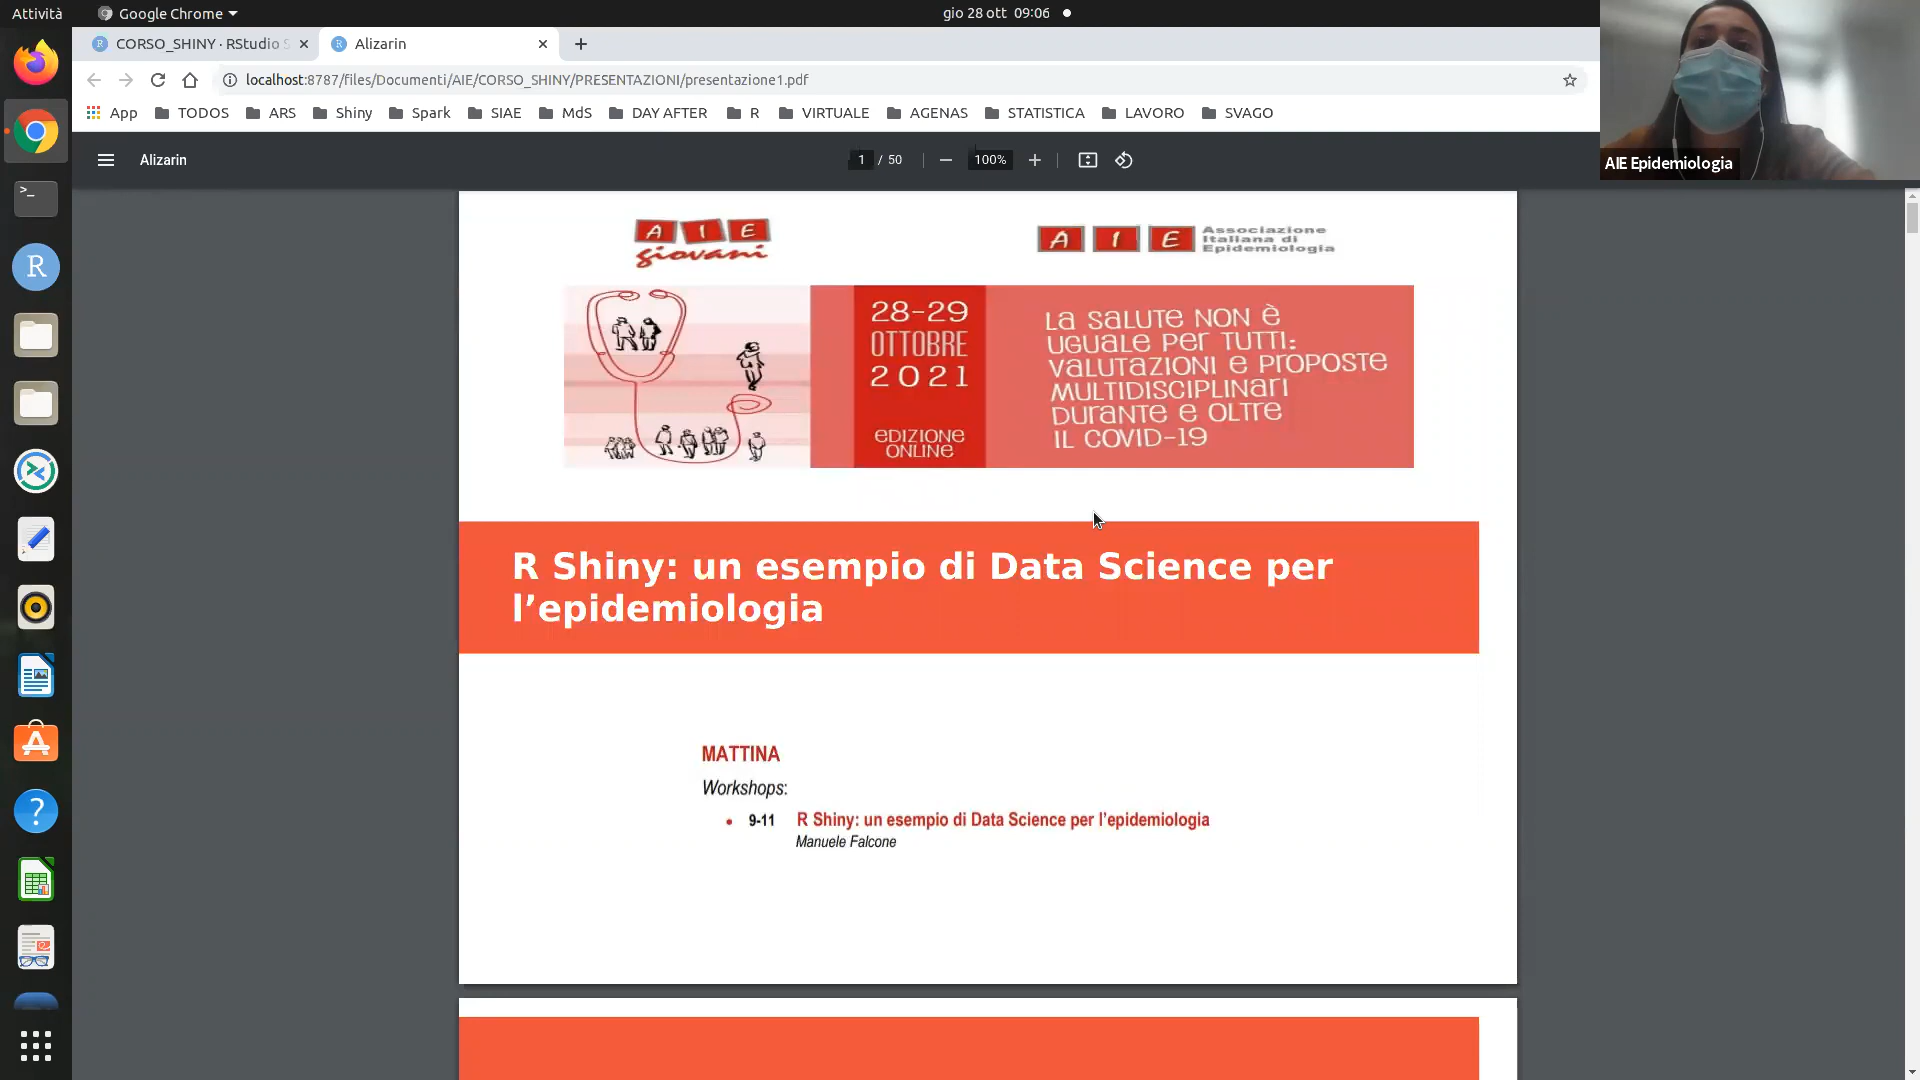 Attività
Google Chrome
gio 28 ott 09:06
CORSO_SHINY · RStudio S
Alizarin
localhost:8787/files/Documenti/AIE/CORSO_SHINY/PRESENTAZIONI/presentazione1.pdf
App
TODOS
ARS
Shiny
Spark
SIAE
MdS
DAY AFTER
R
VIRTUALE
AGENAS
STATISTICA
LAVORO
SVAGO
AIE Epidemiologia
Alizarin
1 / 50
100%
AIE
giovani
AIE
Associazione
Italiana di
Epidemiologia
28-29
OTTOBRE
2021
EDIZIONE
ONLINE
La salute non è
uguale per tutti:
valutazioni e proposte
multidisciplinari
durante e oltre
il COVID-19
R Shiny: un esempio di Data Science per
l’epidemiologia
MATTINA
Workshops:
• 9-11 R Shiny: un esempio di Data Science per l’epidemiologia
Manuele Falcone